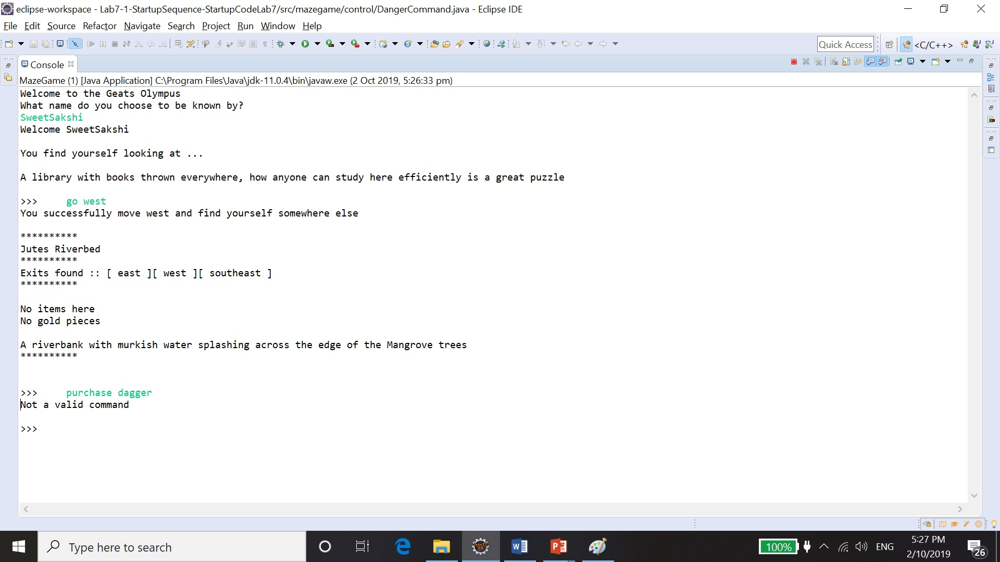 eclipse-workspace - Lab7-1-StartupSequence-StartupCodeLab7/src/mazegame/control/DangerCommand.java - Eclipse IDE
File Edit Source Refactor Navigate Search Project Run Window Help
Quick Access
<C/C++>
Console
MazeGame (1) [Java Application] C:\Program Files\Java\jdk-11.0.4\bin\javaw.exe (2 Oct 2019, 5:26:33 pm)
Welcome to the Geats Olympus
What name do you choose to be known by?
SweetSakshi
Welcome SweetSakshi
You find yourself looking at ...
A library with books thrown everywhere, how anyone can study here efficiently is a great puzzle
>>> go west
You successfully move west and find yourself somewhere else
**********
Jutes Riverbed
**********
Exits found :: [ east ][ west ][ southeast ]
**********
No items here
No gold pieces
A riverbank with murkish water splashing across the edge of the Mangrove trees
**********
>>> purchase dagger
Not a valid command
>>>
Type here to search
100%
ENG
5:27 PM
2/10/2019
26